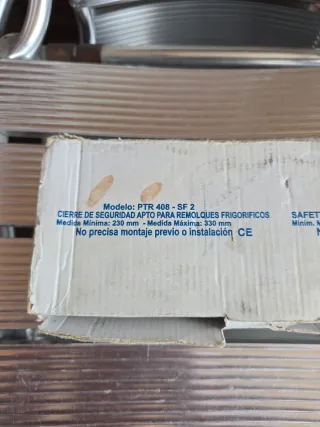 Modelo: PTR 408 - SF 2
CIERRE DE SEGURIDAD APTO PARA REMOLQUES FRIGORIFICOS
Medida Mínima: 230 mm - Medida Máxima: 330 mm
No precisa montaje previo o instalación CE
SAFET
Minim. M
N